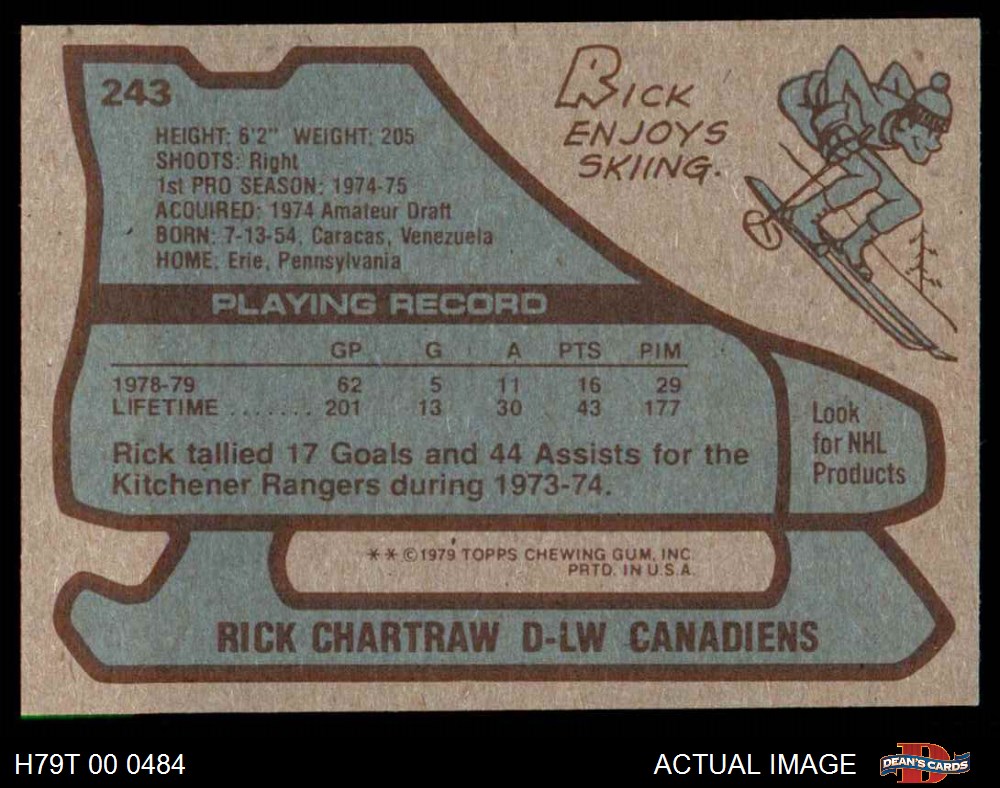 243
HEIGHT: 6'2" WEIGHT: 205
SHOOTS: Right
1st PRO SEASON: 1974-75
ACQUIRED: 1974 Amateur Draft
BORN: 7-13-54, Caracas, Venezuela
HOME: Erie, Pennsylvania
RICK
ENJOYS
SKIING.
PLAYING RECORD
GP G A PTS PIM
1978-79 62 5 11 16 29
LIFETIME ....... 201 13 30 43 177
Rick tallied 17 Goals and 44 Assists for the
Kitchener Rangers during 1973-74.
Look
for NHL
Products
* * © 1979 TOPPS CHEWING GUM, INC.
PRTD. IN U.S.A.
RICK CHARTRAW D-LW CANADIENS
H79T 00 0484
ACTUAL IMAGE
D
DEAN'S CARDS